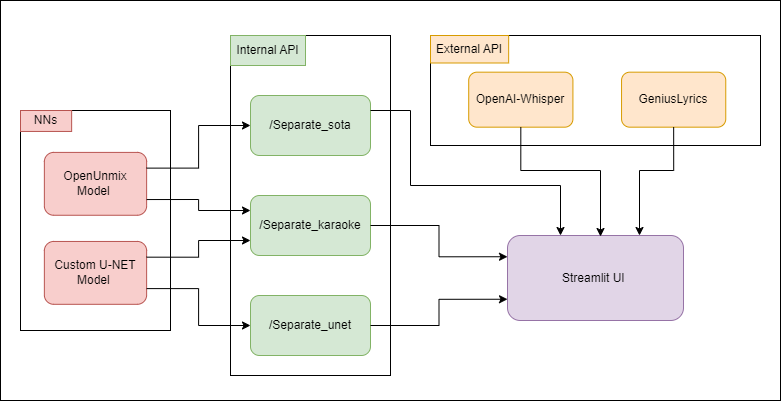 Internal API
External API
OpenAI-Whisper
GeniusLyrics
NNs
/Separate_sota
OpenUnmix
Model
/Separate_karaoke
Custom U-NET
Model
Streamlit UI
/Separate_unet